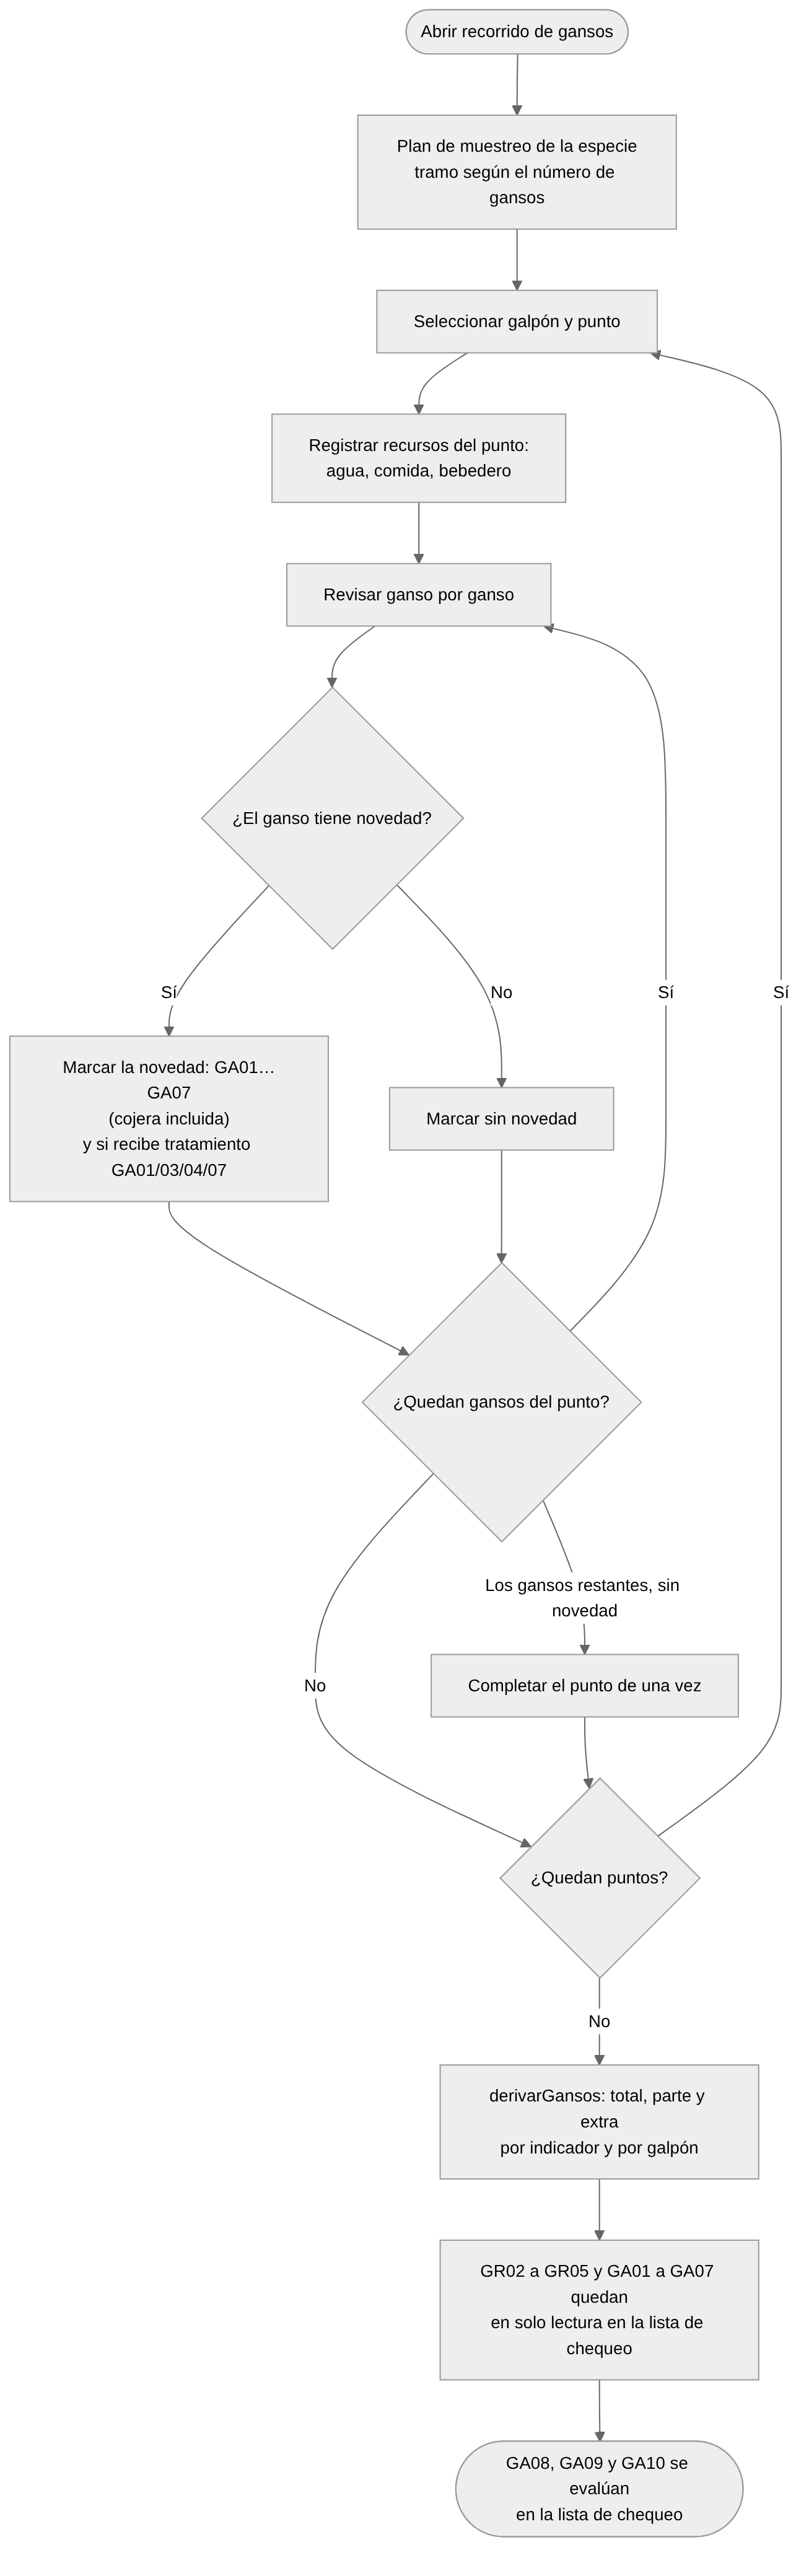 Abrir recorrido de gansos
Plan de muestreo de la especie
tramo según el número de
gansos
Seleccionar galpón y punto
Registrar recursos del punto:
agua, comida, bebedero
Revisar ganso por ganso
¿El ganso tiene novedad?
Sí
No
Sí
Sí
Marcar la novedad: GA01…
GA07
(cojera incluida)
y si recibe tratamiento
GA01/03/04/07
Marcar sin novedad
¿Quedan gansos del punto?
Los gansos restantes, sin
novedad
No
Completar el punto de una vez
¿Quedan puntos?
No
derivarGansos: total, parte y
extra
por indicador y por galpón
GR02 a GR05 y GA01 a GA07
quedan
en solo lectura en la lista de
chequeo
GA08, GA09 y GA10 se
evalúan
en la lista de chequeo